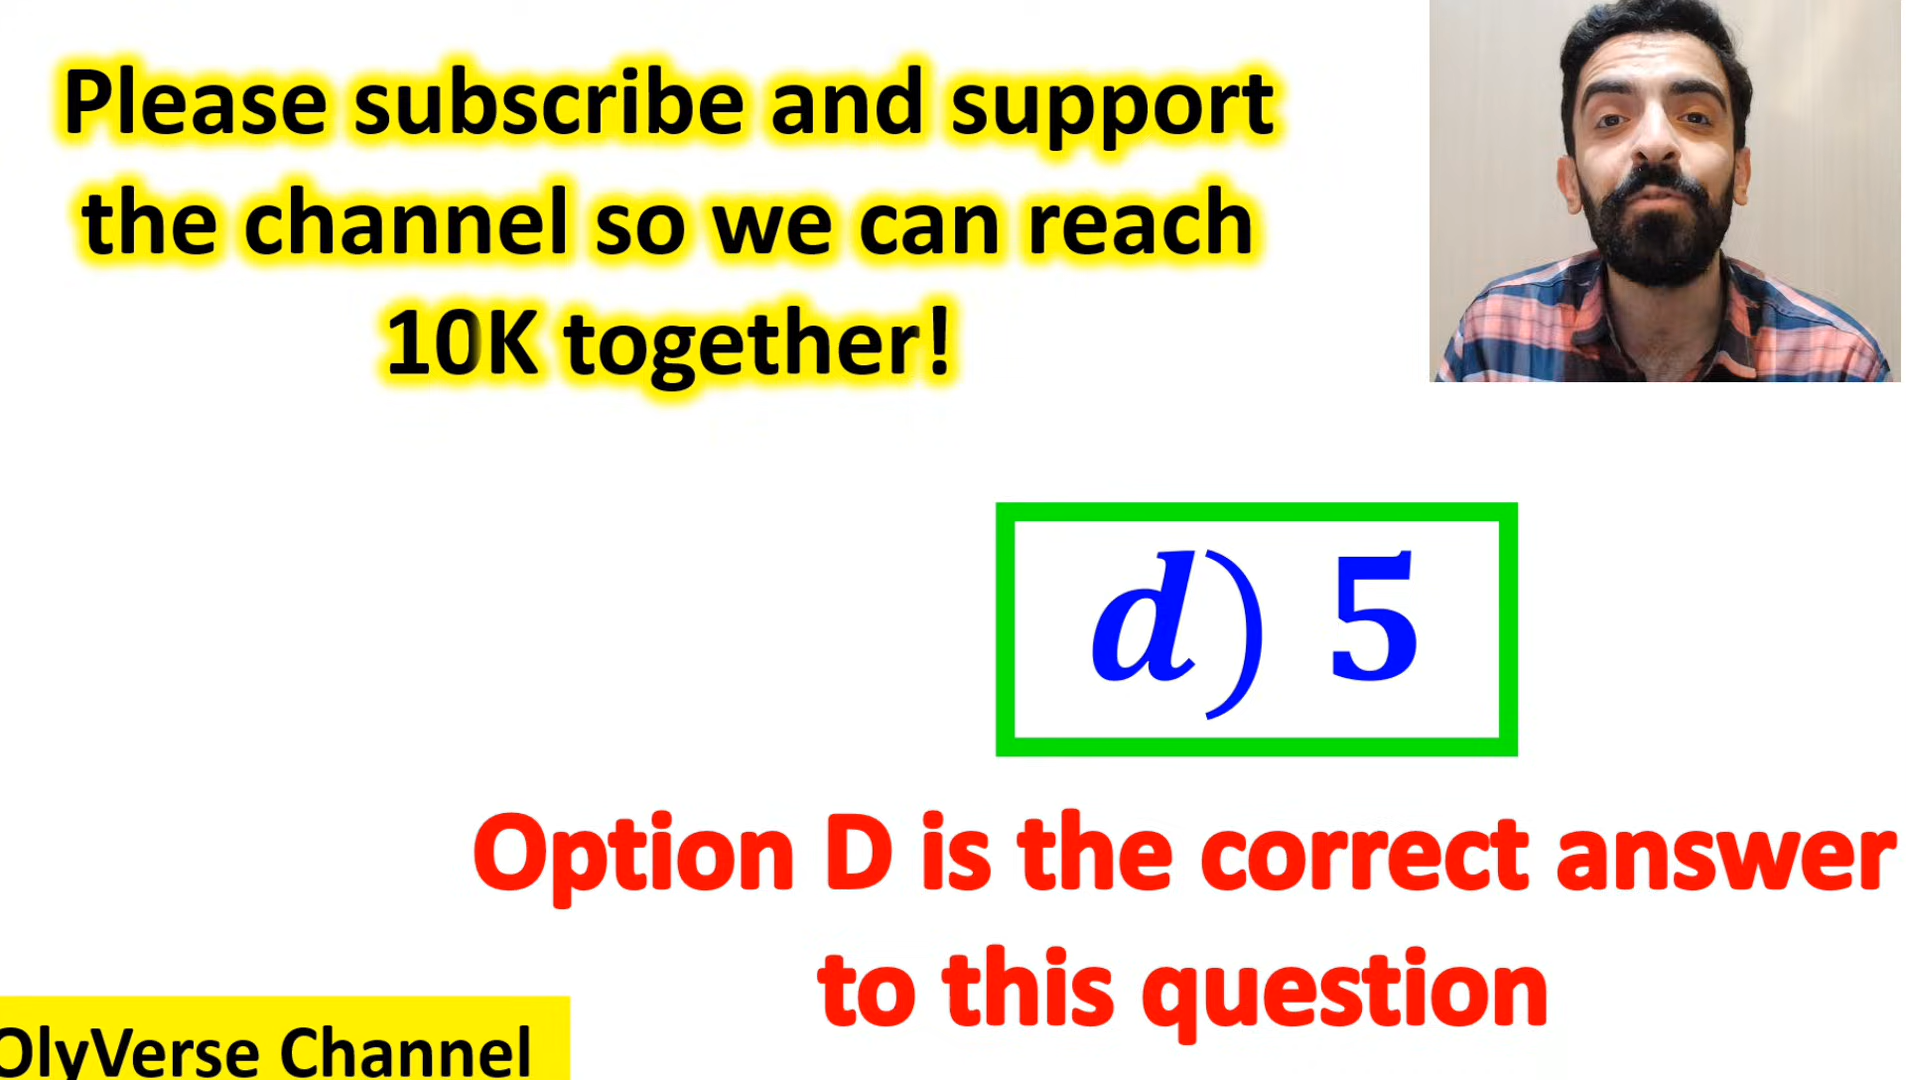 Please subscribe and support
the channel so we can reach
10K together!
d) 5
Option D is the correct answer
to this question
OlyVerse Channel